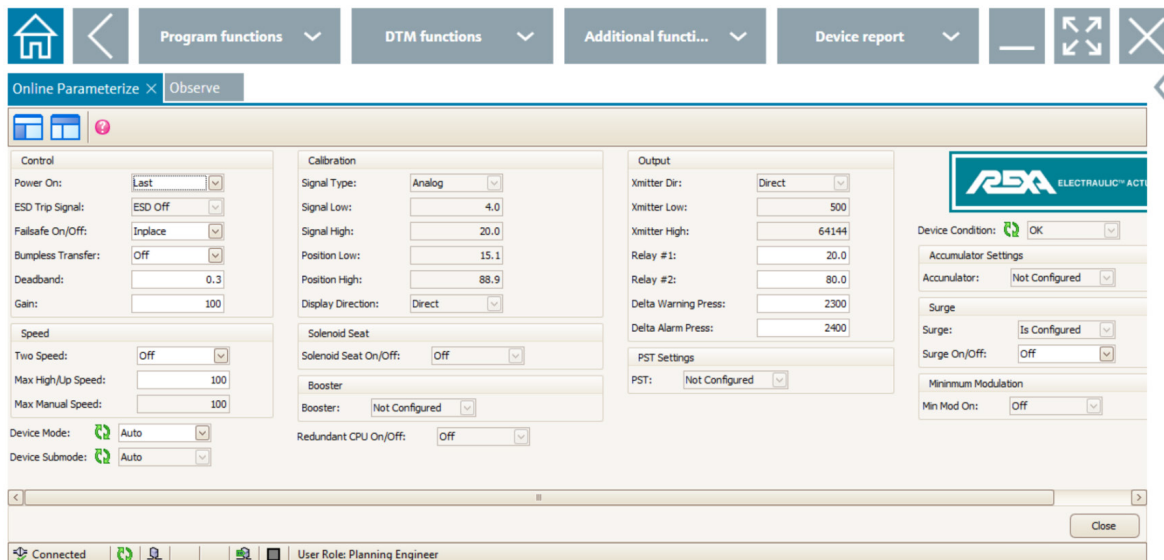 Program functions
DTM functions
Additional functi...
Device report
Online Parameterize
Observe
Control
Power On: Last
ESD Trip Signal: ESD Off
Failsafe On/Off: Inplace
Bumpless Transfer: Off
Deadband: 0.3
Gain: 100
Speed
Two Speed: Off
Max High/Up Speed: 100
Max Manual Speed: 100
Device Mode: Auto
Device Submode: Auto
Calibration
Signal Type: Analog
Signal Low: 4.0
Signal High: 20.0
Position Low: 15.1
Position High: 88.9
Display Direction: Direct
Solenoid Seat
Solenoid Seat On/Off: Off
Booster
Booster: Not Configured
Redundant CPU On/Off: Off
Output
Xmitter Dir: Direct
Xmitter Low: 500
Xmitter High: 64144
Relay #1: 20.0
Relay #2: 80.0
Delta Warning Press: 2300
Delta Alarm Press: 2400
PST Settings
PST: Not Configured
REXA ELECTRAULIC™ ACTI
Device Condition: OK
Accumulator Settings
Accunulator: Not Configured
Surge
Surge: Is Configured
Surge On/Off: Off
Mininmum Modulation
Min Mod On: Off
Close
Connected
User Role: Planning Engineer